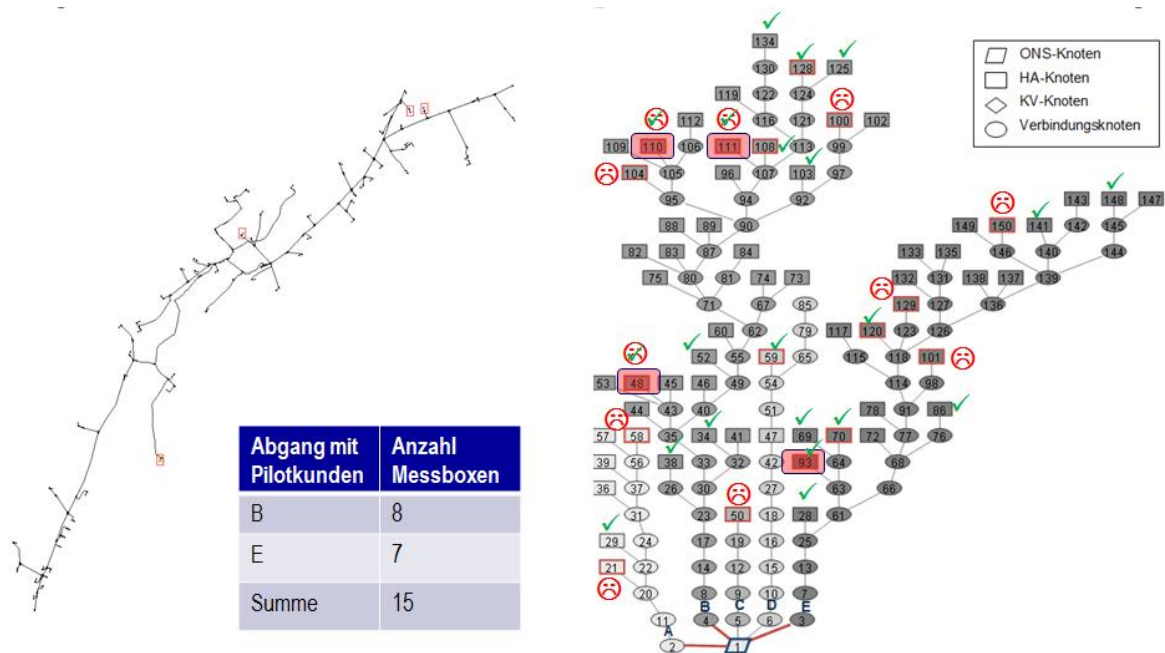 Abgang mit Pilotkunden
Anzahl Messboxen
B 8
E 7
Summe 15
ONS-Knoten
HA-Knoten
KV-Knoten
Verbindungsknoten
134
130 128 125
119 122 124 100 102
112 116 121
109 110 106 111 108 113 99
104 105 96 107 103 97
95 94 92
88 89 90
82 83 87 84
75 80 81 74 73
71 67 85
60 62 79
52 55 59 65
53 48 45 46 49 54
44 43 40 51
57 58 35 34 41 47 69 70
39 56 38 33 32 42 93 64
36 37 26 30 27 63
31 23 50 18 28 61
29 24 17 19 16 25
21 22 14 12 15 13
20 8 9 10 7
11 B C D E
A 4 5 6 3
2 1
143 148 147
149 150 141 142 145
133 135 146 140 144
132 131 138 137 139
129 127 136
117 120 123 126
115 118 101
114 98
78 91 86
72 77 76
68
66